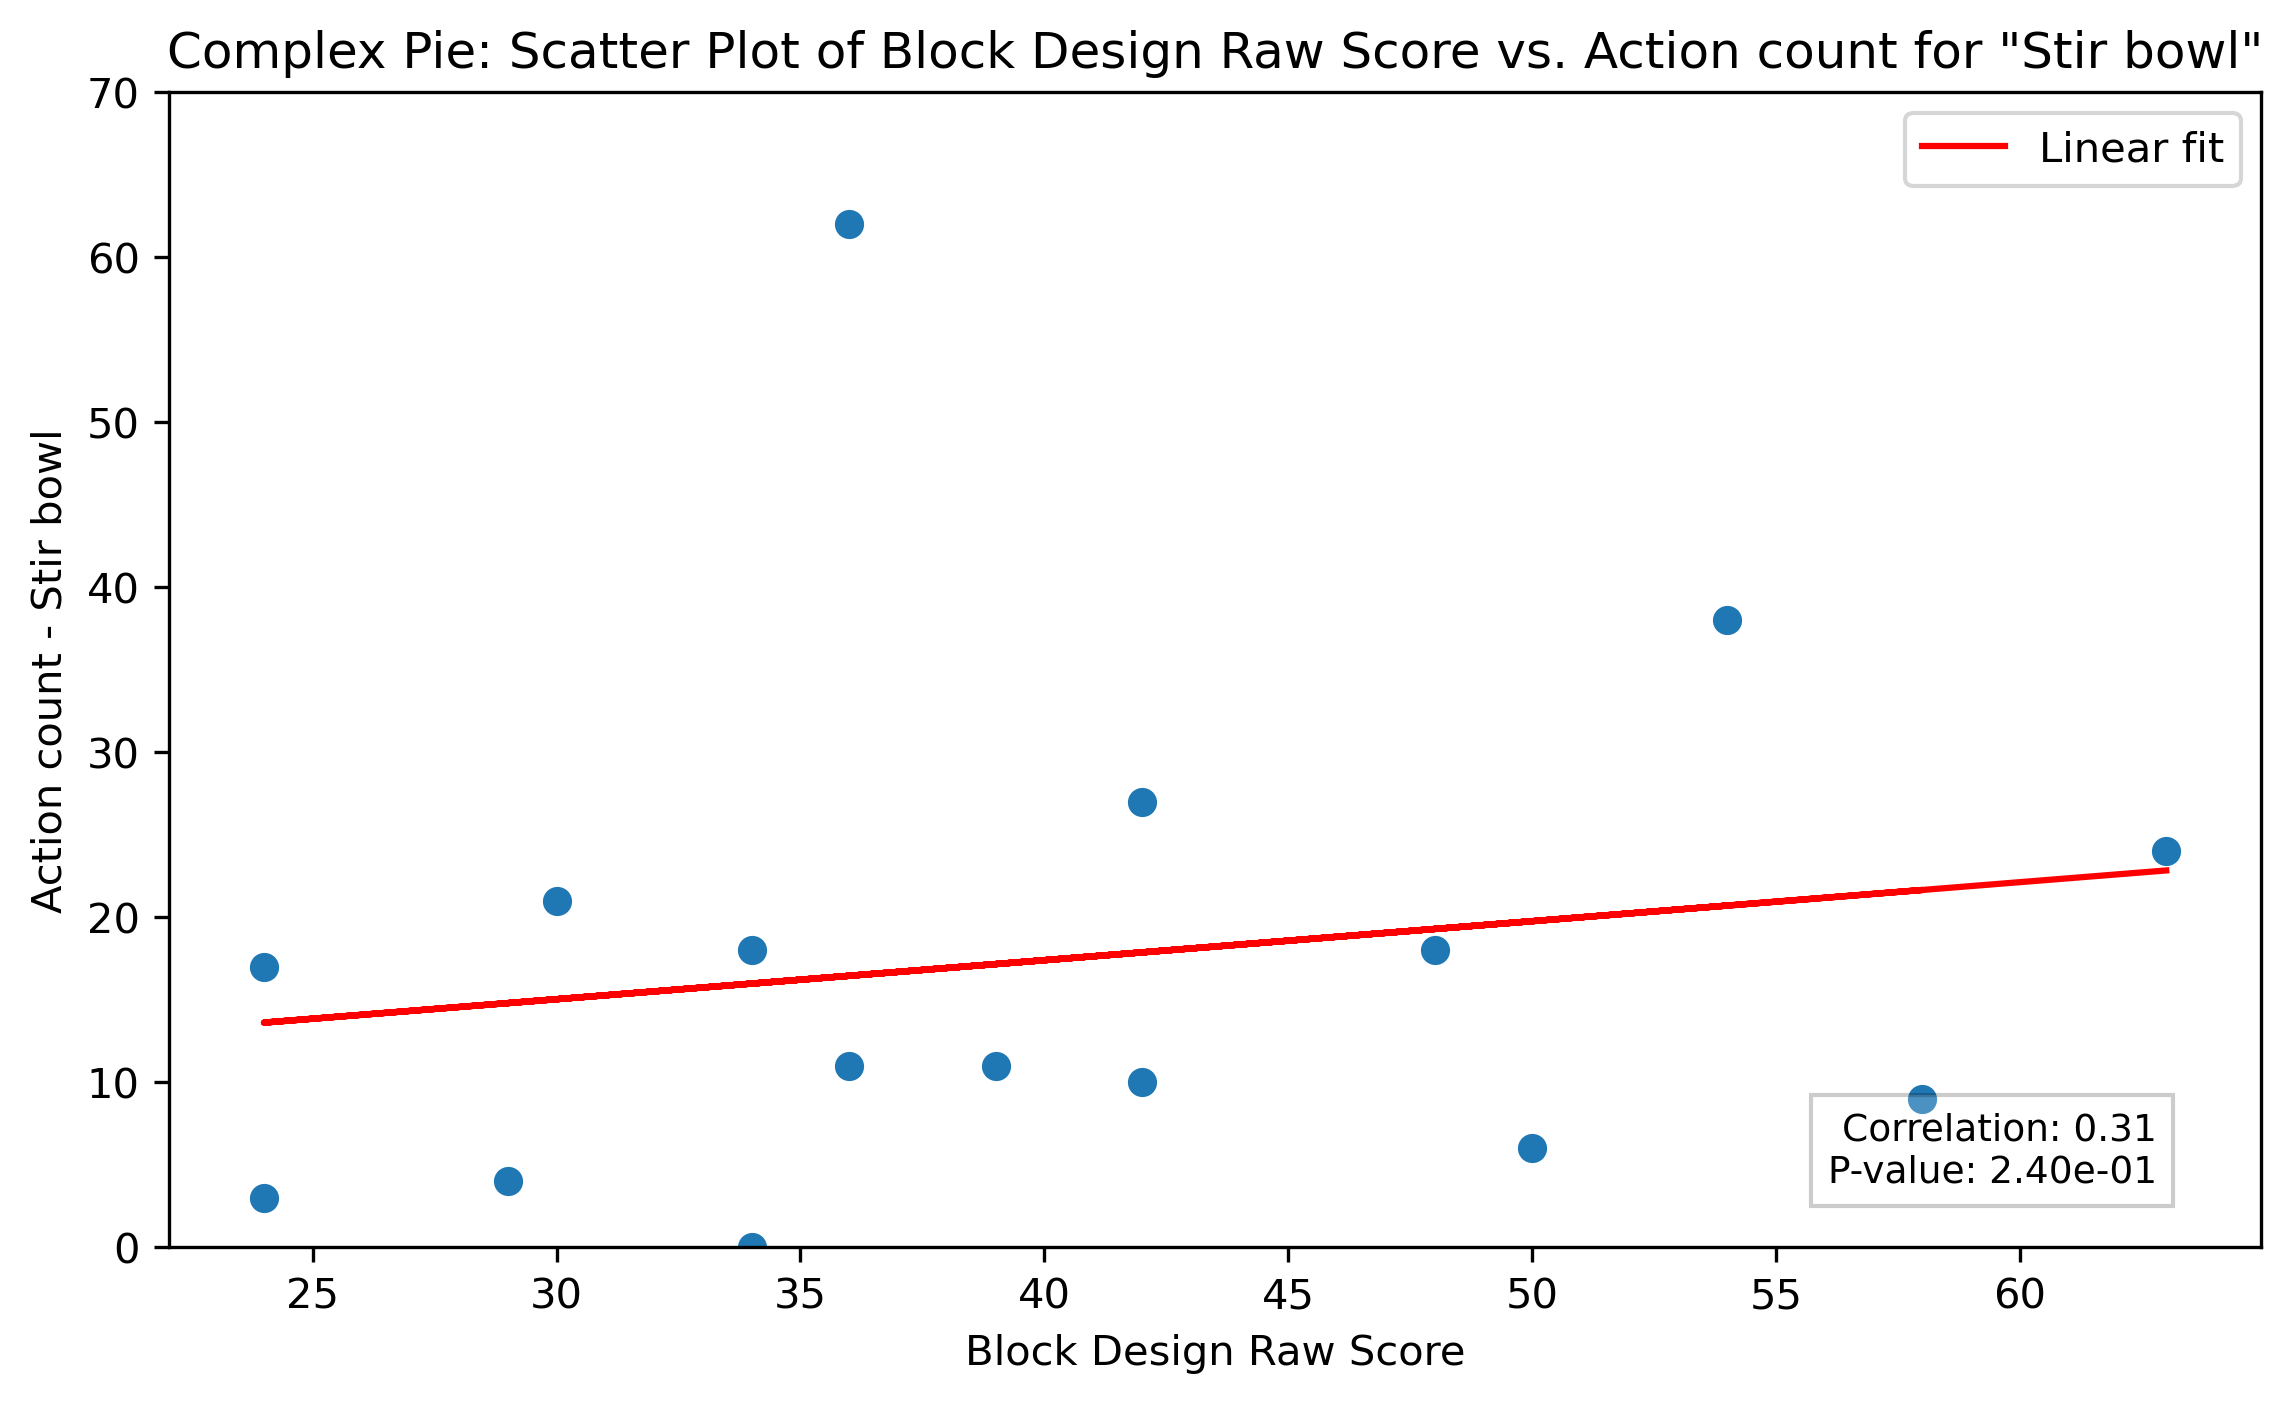 Complex Pie: Scatter Plot of Block Design Raw Score vs. Action count for "Stir bowl"
Linear fit
Action count - Stir bowl
70
60
50
40
30
20
10
0
Correlation: 0.31
P-value: 2.40e-01
25 30 35 40 45 50 55 60
Block Design Raw Score